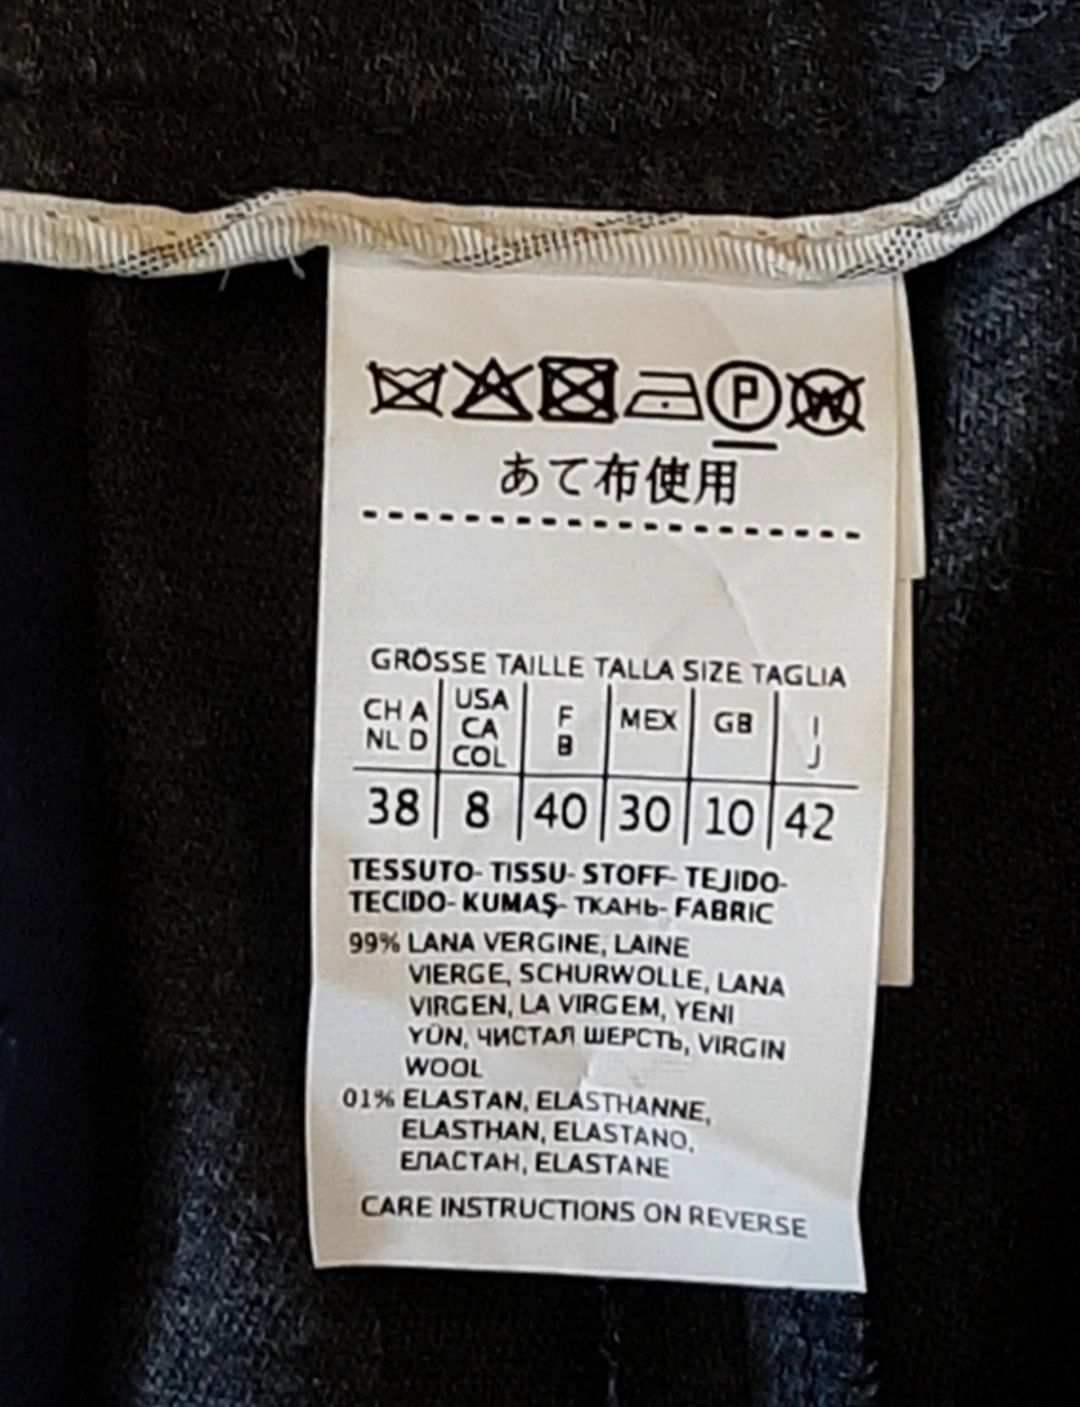 P W
あて布使用
GRÖSSE TAILLE TALLA SIZE TAGLIA
CH A NL D USA CA COL F B MEX GB I J
38 8 40 30 10 42
TESSUTO- TISSU- STOFF- TEJIDO-
TECIDO- KUMAŞ- ТКАНЬ- FABRIC
99% LANA VERGINE, LAINE
VIERGE, SCHURWOLLE, LANA
VIRGEN, LA VIRGEM, YENI
YÜN, ЧИСТАЯ ШЕРСТЬ, VIRGIN
WOOL
01% ELASTAN, ELASTHANNE,
ELASTHAN, ELASTANO,
ЕЛАСТАН, ELASTANE
CARE INSTRUCTIONS ON REVERSE